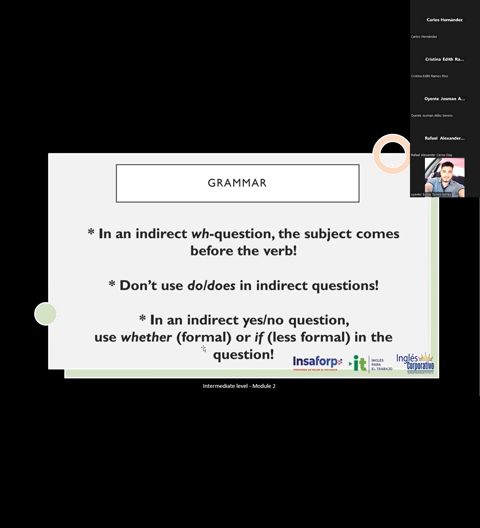 Carlos Hernández
Carlos Hernández
Cristina Edith Ra...
Cristina Edith Ramos Rios
Oyente Josman A...
Rafael Alexander...
GRAMMAR
* In an indirect wh-question, the subject comes
before the verb!
* Don't use do/does in indirect questions!
* In an indirect yes/no question,
use whether (formal) or if (less formal) in the
question!
Insaforp
it
INGLÉS
PARA
EL TRABAJO
Inglés
corporativo
Intermediate level - Module 2